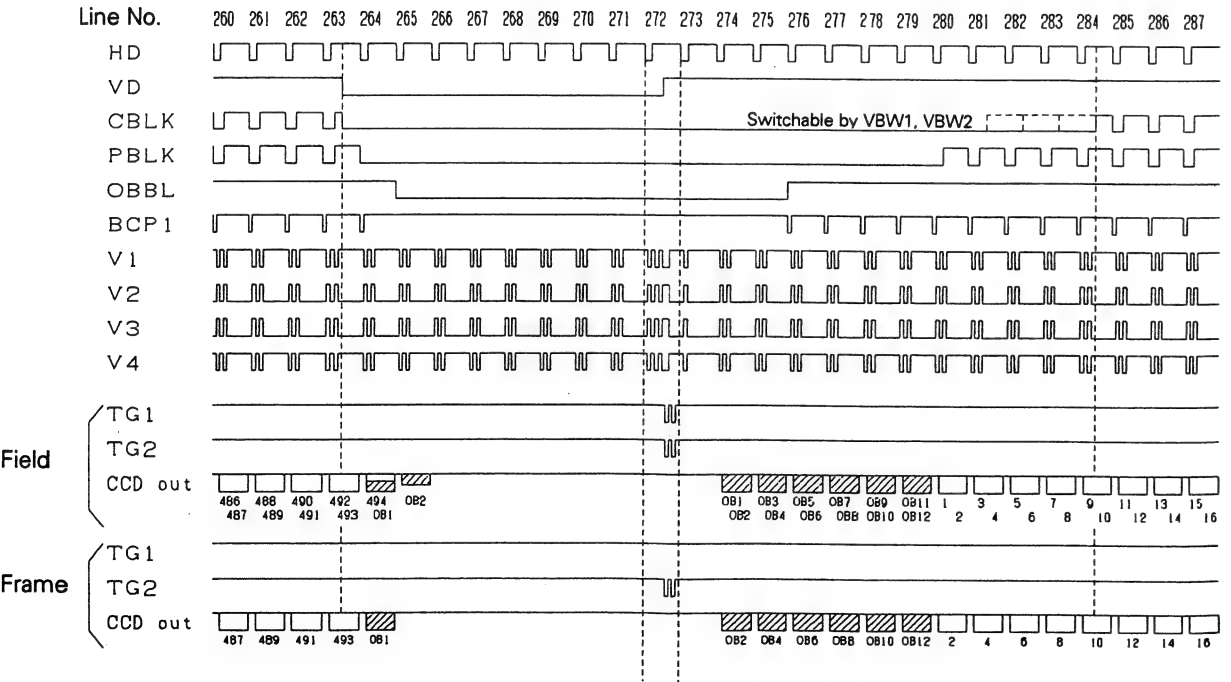 Line No. 260 261 262 263 264 265 266 267 268 269 270 271 272 273 274 275 276 277 278 279 280 281 282 283 284 285 286 287
HD
VD
CBLK Switchable by VBW1, VBW2
PBLK
OBBL
BCP1
V1
V2
V3
V4
TG1
TG2
Field
CCD out
486 488 490 492 494 OB2 OB1 OB3 OB5 OB7 OB9 OB11 1 3 5 7 9 11 13 15
487 489 491 493 OB1 OB2 OB4 OB6 OB8 OB10 OB12 2 4 6 8 10 12 14 16
TG1
Frame TG2
CCD out
487 489 491 493 OB1 OB2 OB4 OB6 OB8 OB10 OB12 2 4 6 8 10 12 14 16